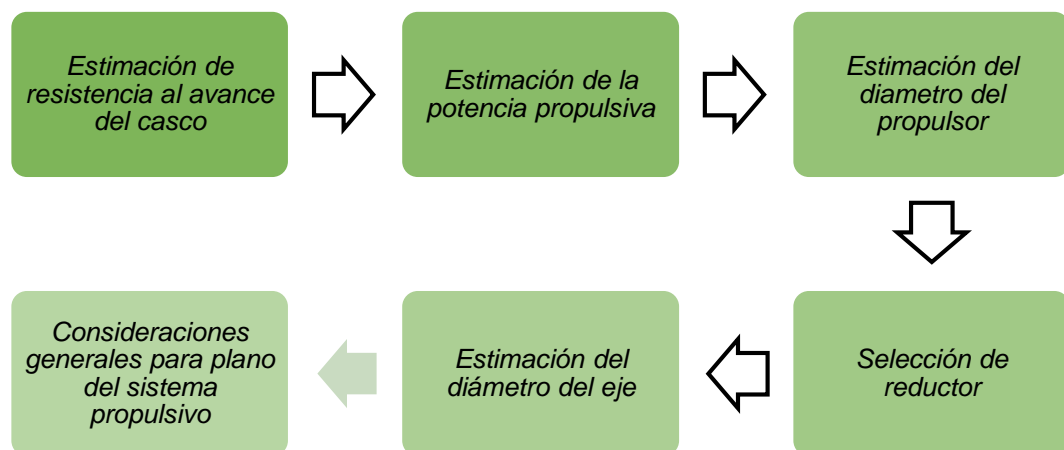 Estimación de
resistencia al avance
del casco
Estimación de la
potencia propulsiva
Estimación del
diametro del
propulsor
Selección de
reductor
Estimación del
diámetro del eje
Consideraciones
generales para plano
del sistema
propulsivo